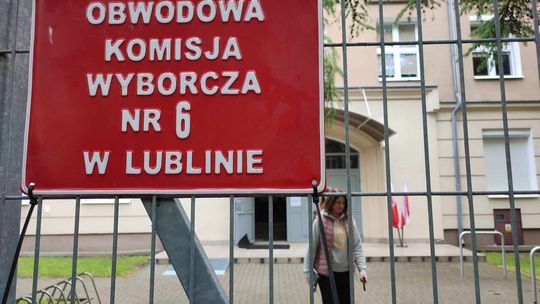 OBWODOWA
KOMISJA
WYBORCZA
NR 6
W LUBLINIE